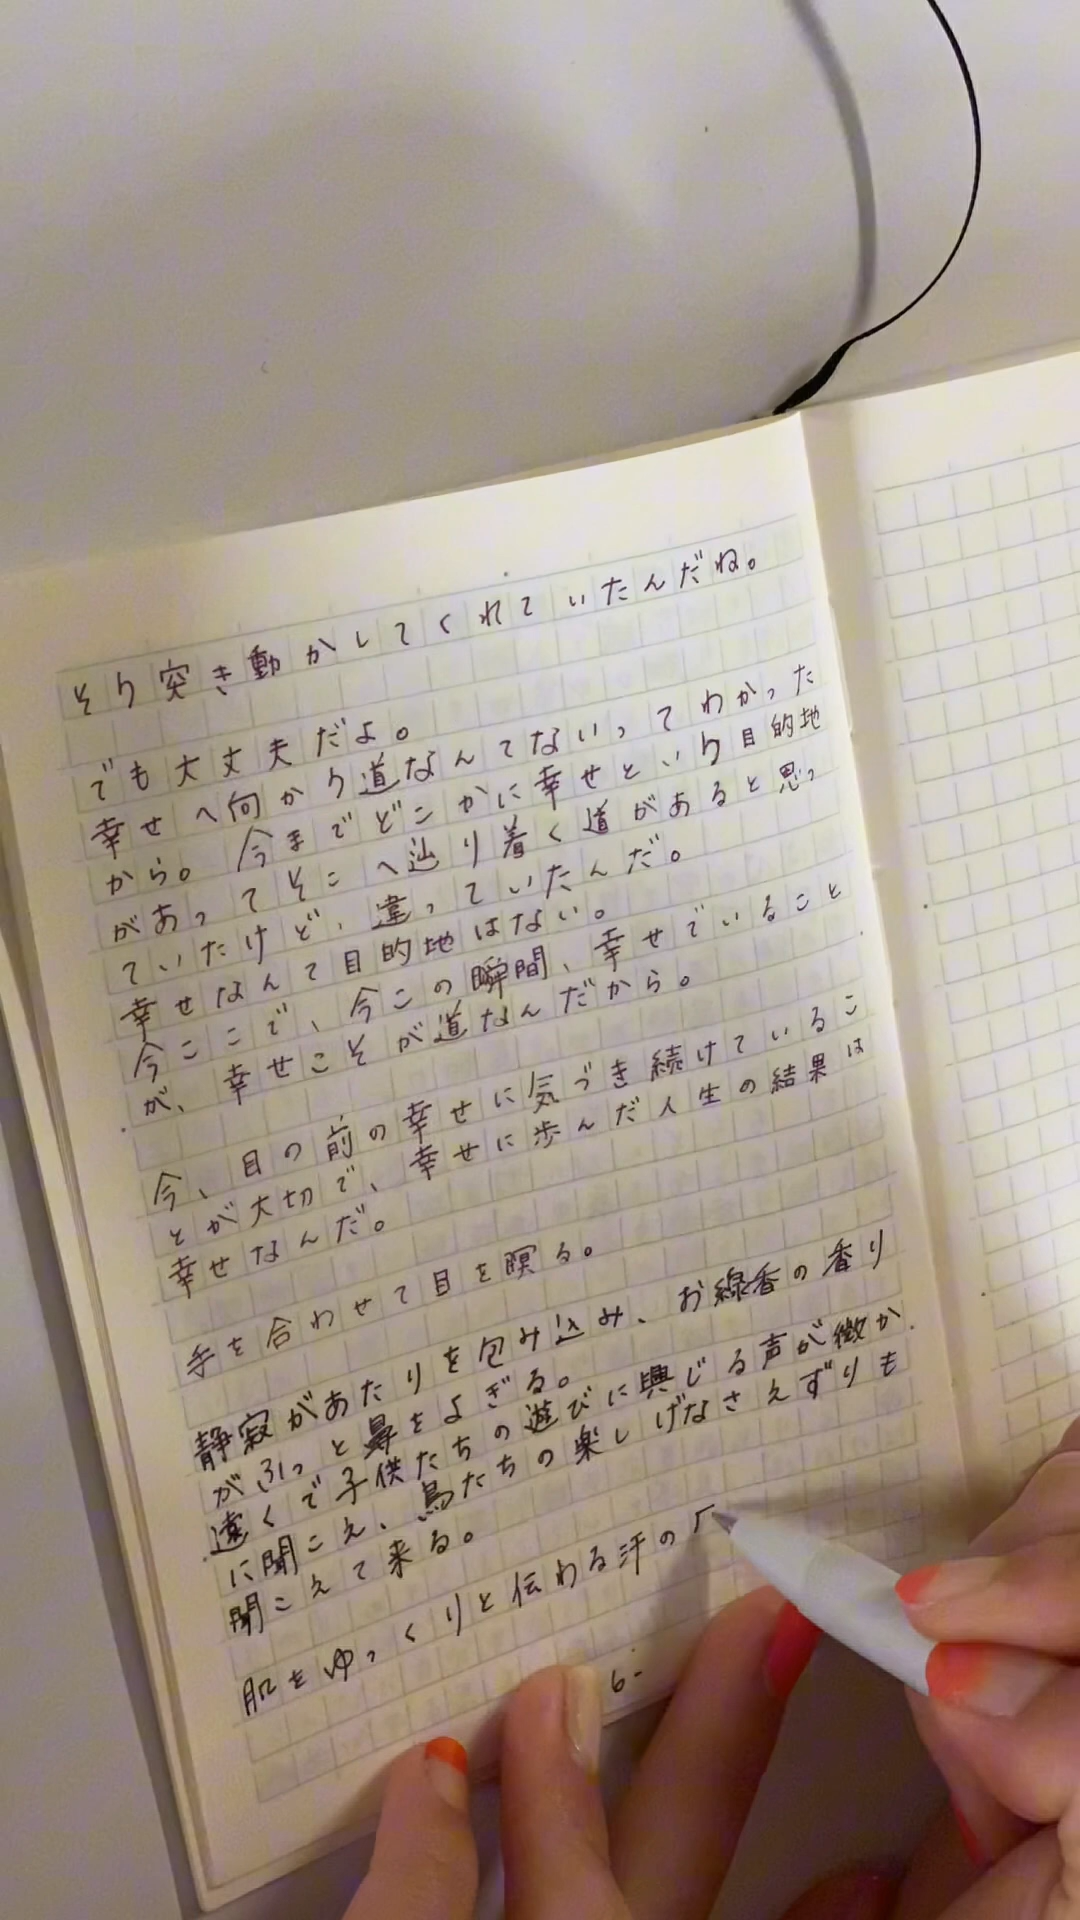 そう突き動かしてくれていたんだね。
でも大丈夫だよ。
幸せへ向かう道なんてないってわかった
から。今までどこかに幸せという目的地
があってそこへ辿り着く道があると思っ
ていたけど、違っていたんだ。
幸せなんて目的地はない。
今ここで、今この瞬間、幸せでいること
が、幸せこそが道なんだから。
今、目の前の幸せに気づき続けているこ
とが大切で、幸せに歩んだ人生の結果は
幸せなんだ。
手を合わせて目を瞑る。
静寂があたりを包み込み、お線香の香り
がふっと鼻をよぎる。
遠くで子供たちの遊びに興じる声が微か
に聞こえ、鳥たちの楽しげなさえずりも
聞こえて来る。
肌をゆっくりと伝わる汗の
6-